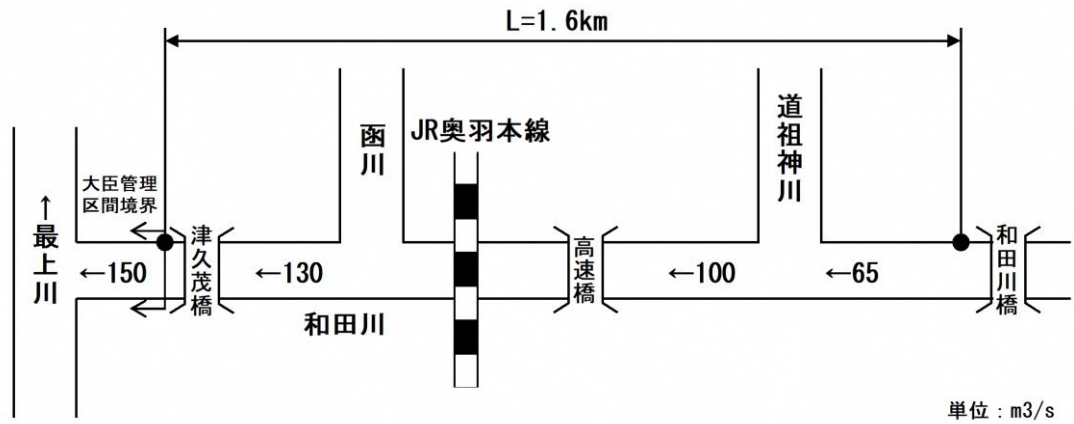 L=1.6km
函川
JR奥羽本線
道祖神川
大臣管理
区間境界
←最上川
←150
津久茂橋
←130
高速橋
←100
←65
和田川橋
和田川
単位：m3/s